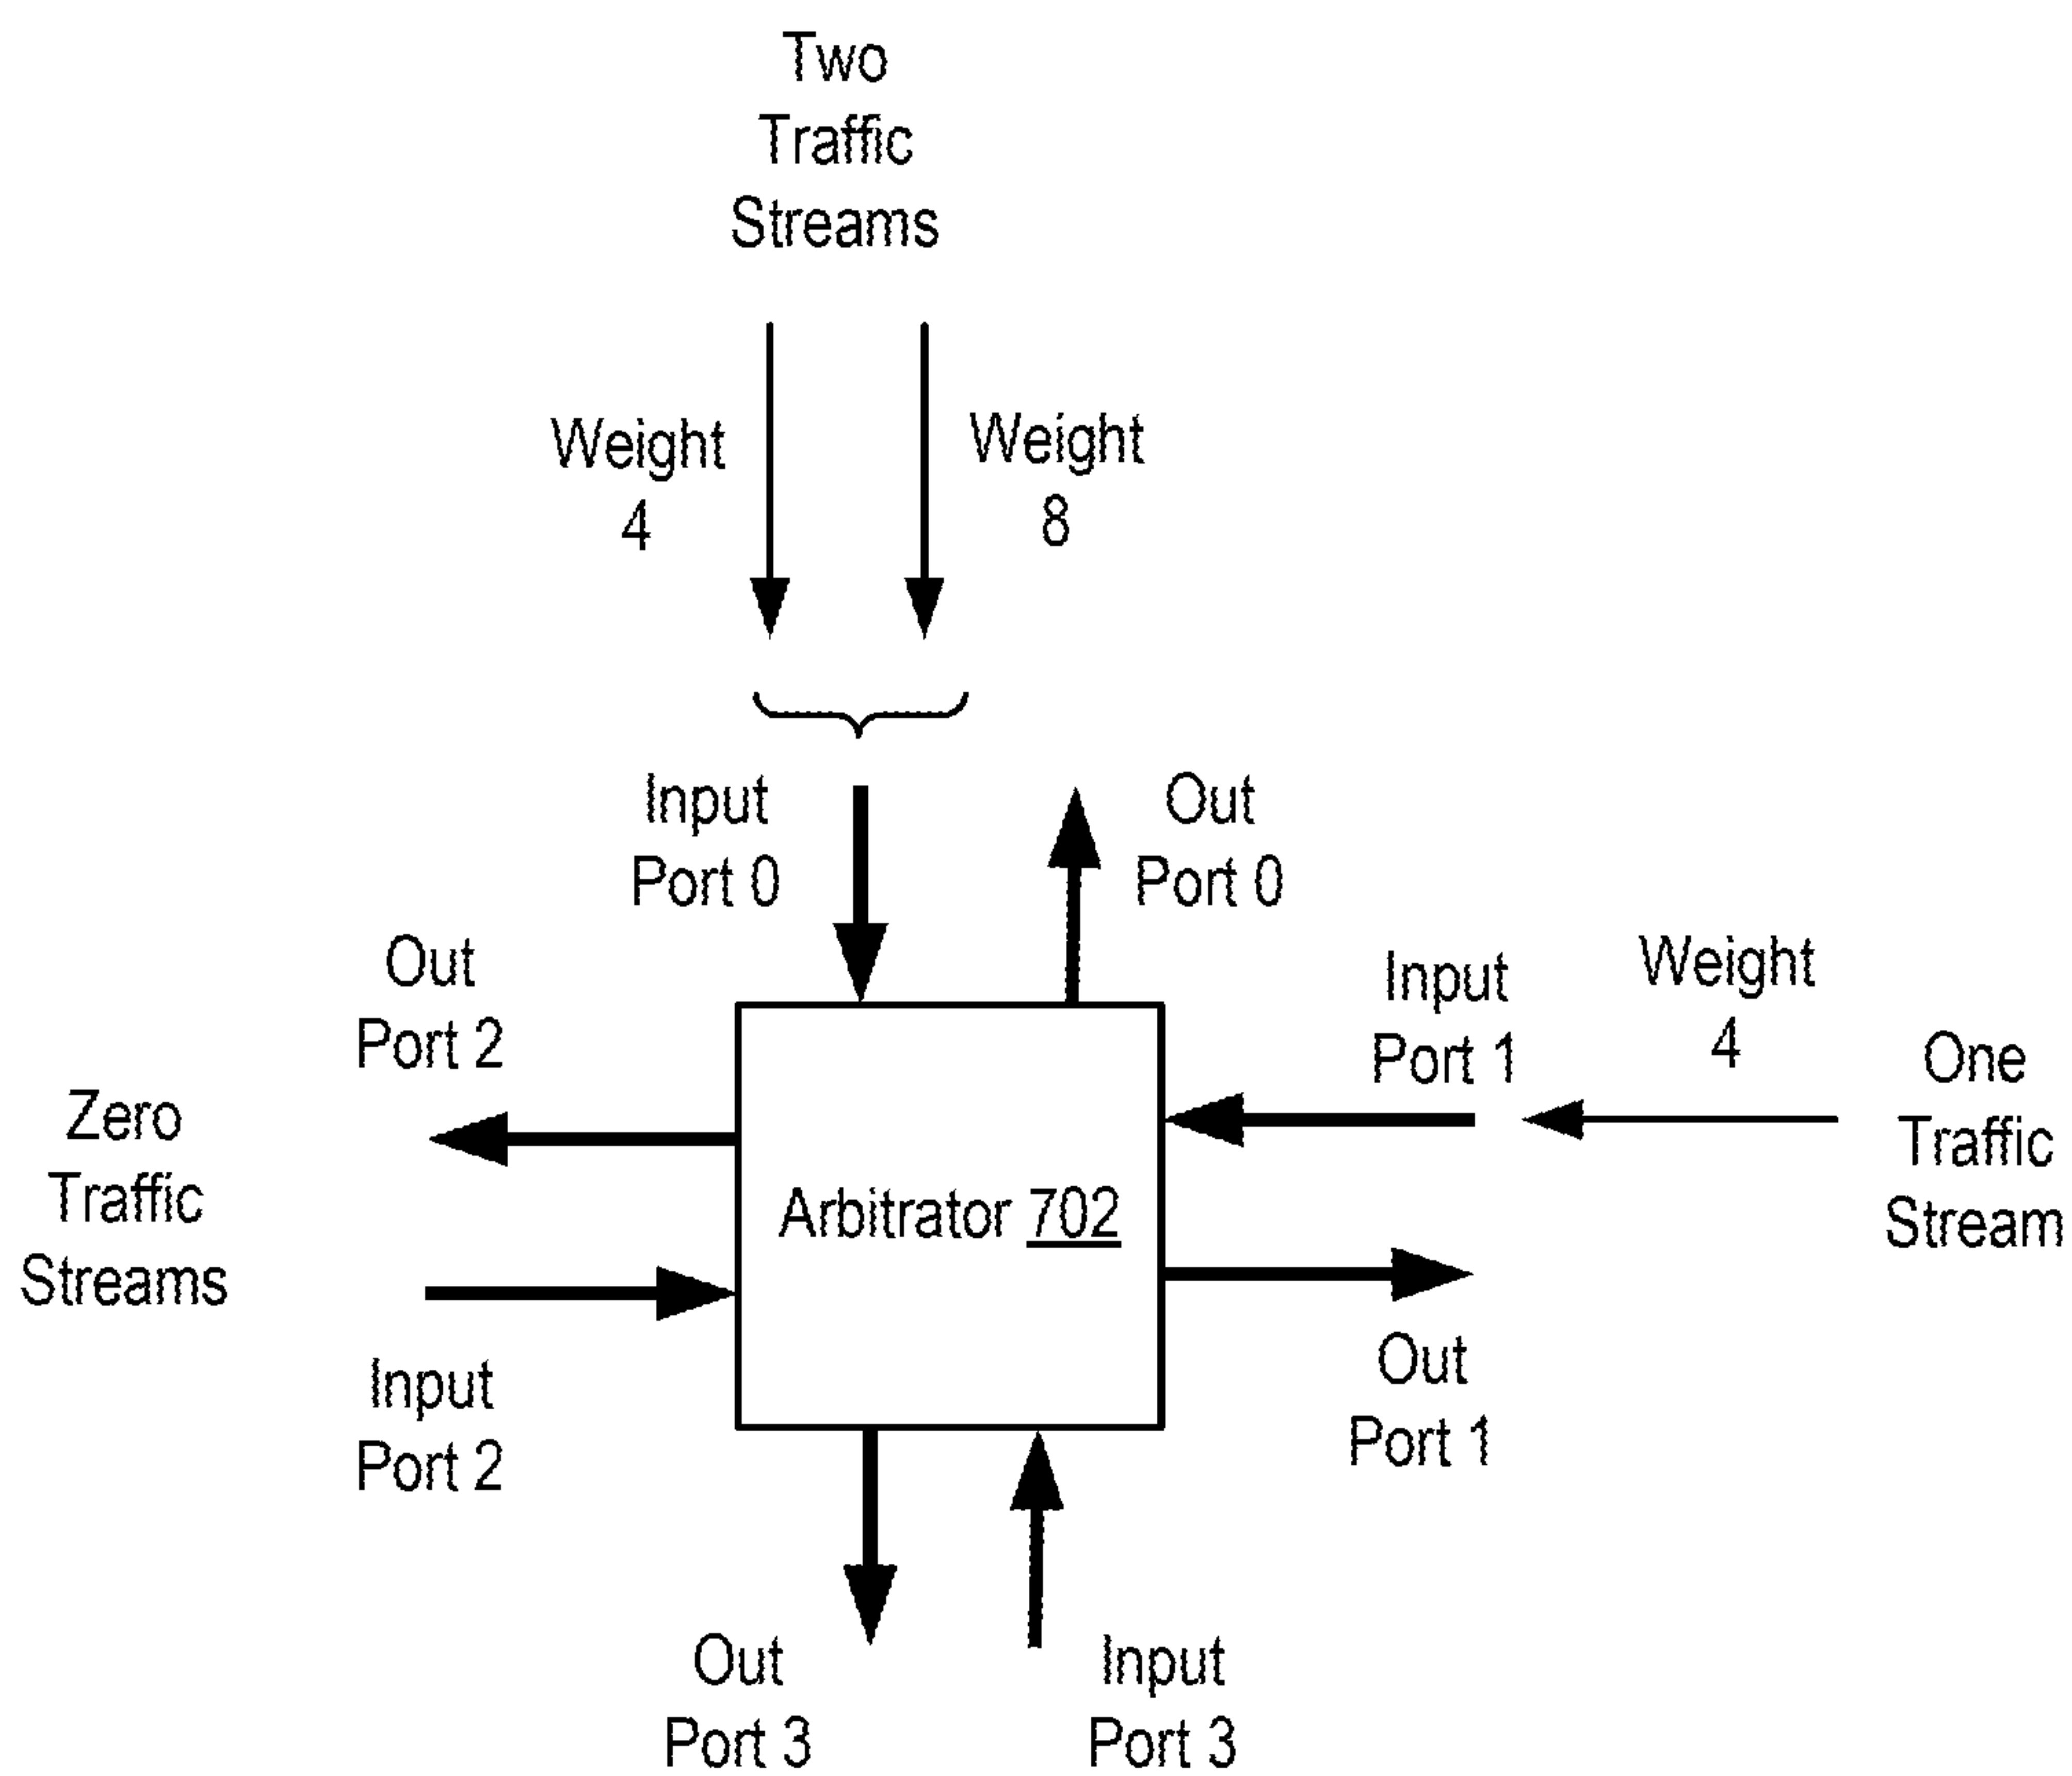 Two
Traffic
Streams
Weight
4
Weight
8
Input
Port 0
Out
Port 0
Out
Port 2
Input
Port 1
Weight
4
One
Traffic
Stream
Zero
Traffic
Streams
Arbitrator 702
Input
Port 2
Out
Port 1
Out
Port 3
Input
Port 3